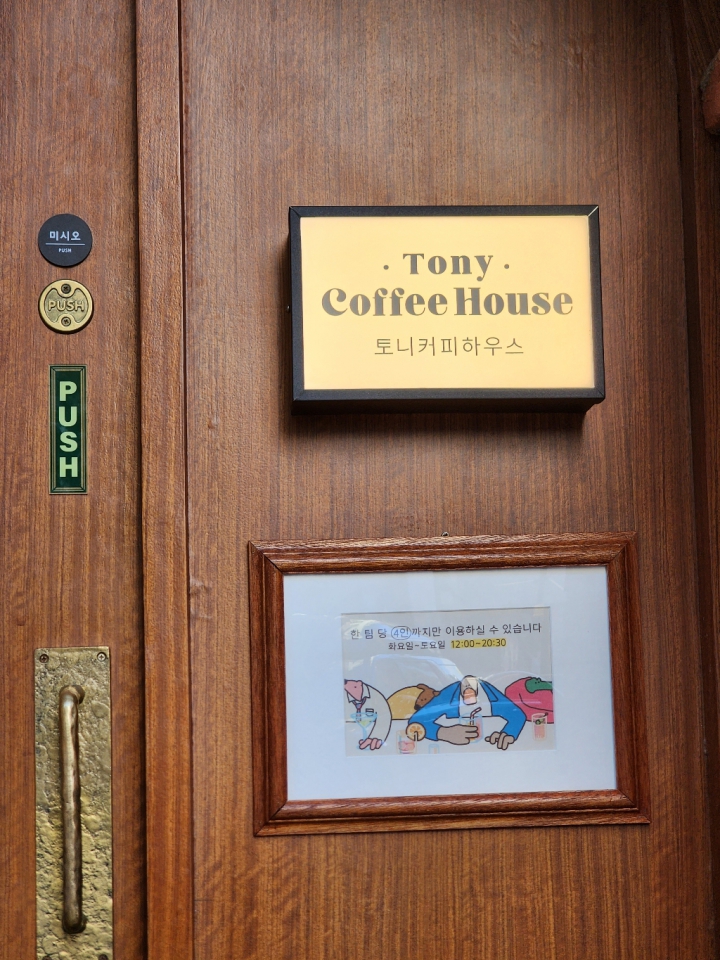 미시오
PUSH
PUSH
PUSH
· Tony ·
Coffee House
토니커피하우스
한 팀 당 4인까지만 이용하실 수 있습니다
화요일~토요일 12:00~20:30